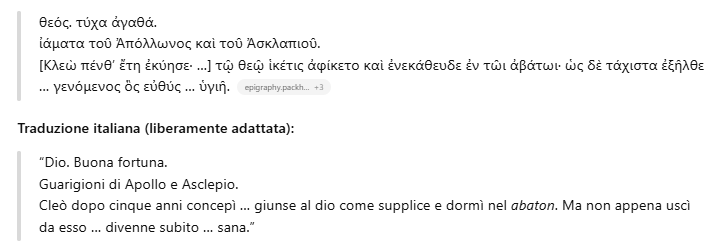 θεός. τύχα ἀγαθά.
ἰάματα τοῦ Ἀπόλλωνος καὶ τοῦ Ἀσκλαπιοῦ.
[Κλεὼ πένθ’ ἔτη ἐκύησε· …] τῷ θεῷ ἱκέτις ἀφίκετο καὶ ἐνεκάθευδε ἐν τῶι ἀβάτωι· ὡς δὲ τάχιστα ἐξῆλθε
… γενόμενος ὃς εὐθύς … ὑγιῆ. epigraphy.packh... +3
Traduzione italiana (liberamente adattata):
“Dio. Buona fortuna.
Guarigioni di Apollo e Asclepio.
Cleò dopo cinque anni concepì … giunse al dio come supplice e dormì nel abaton. Ma non appena uscì
da esso … divenne subito … sana.”